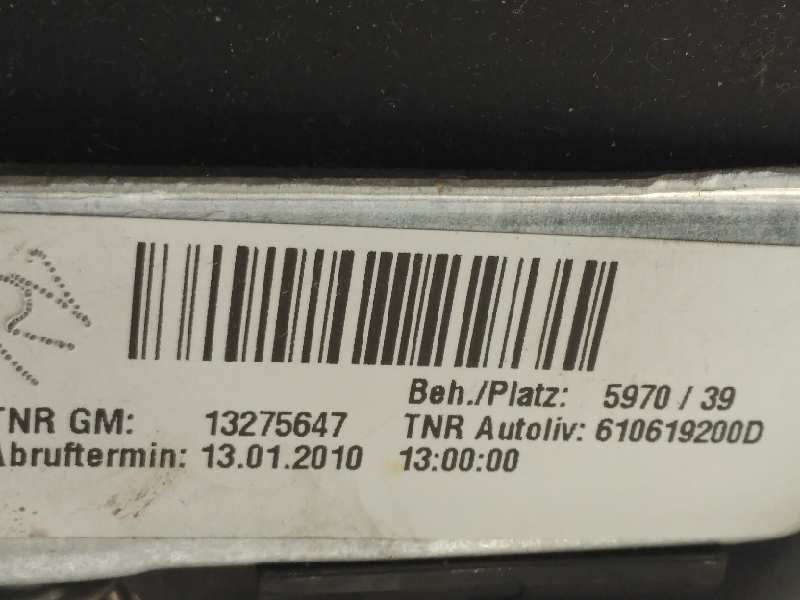 Beh./Platz: 5970 / 39
TNR GM: 13275647 TNR Autoliv: 610619200D
Abruftermin: 13.01.2010 13:00:00